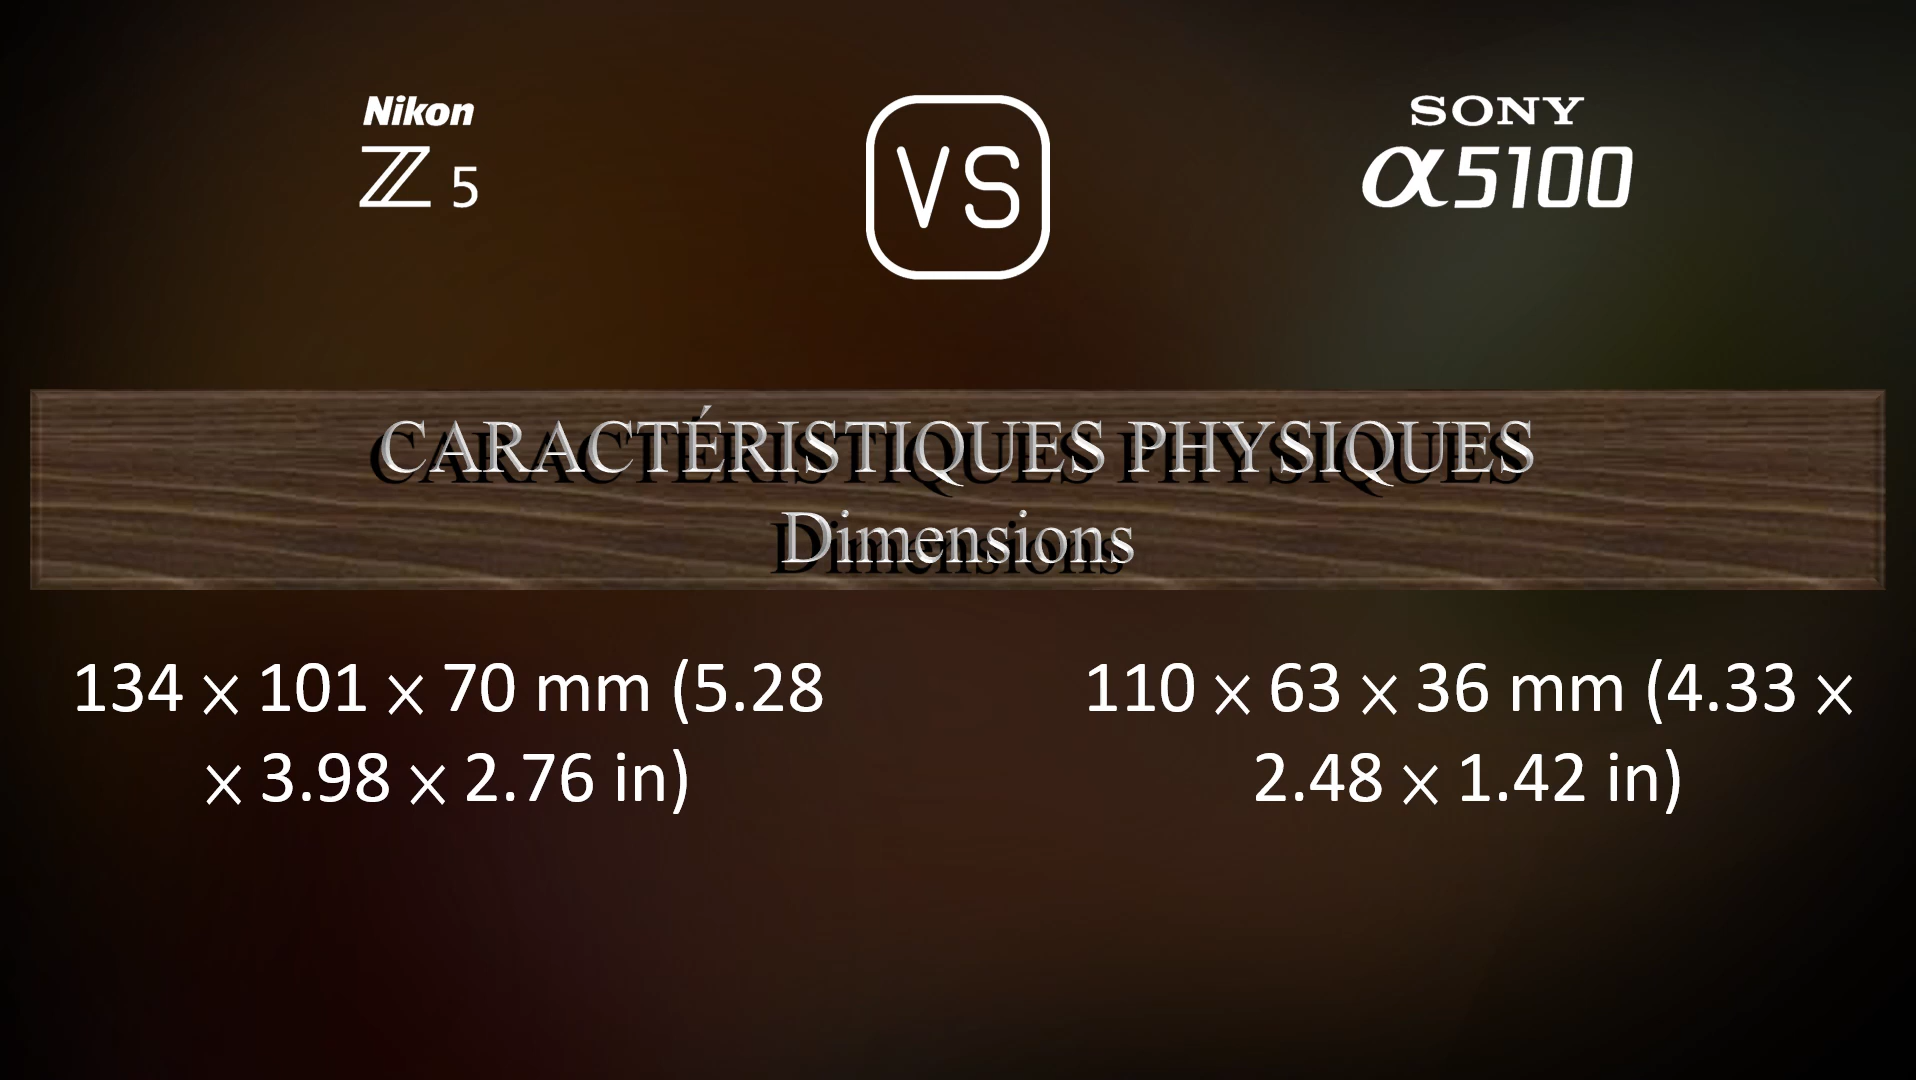 Nikon
Z 5
VS
SONY
α5100
CARACTÉRISTIQUES PHYSIQUES
Dimensions
134 x 101 x 70 mm (5.28
x 3.98 x 2.76 in)
110 x 63 x 36 mm (4.33 x
2.48 x 1.42 in)